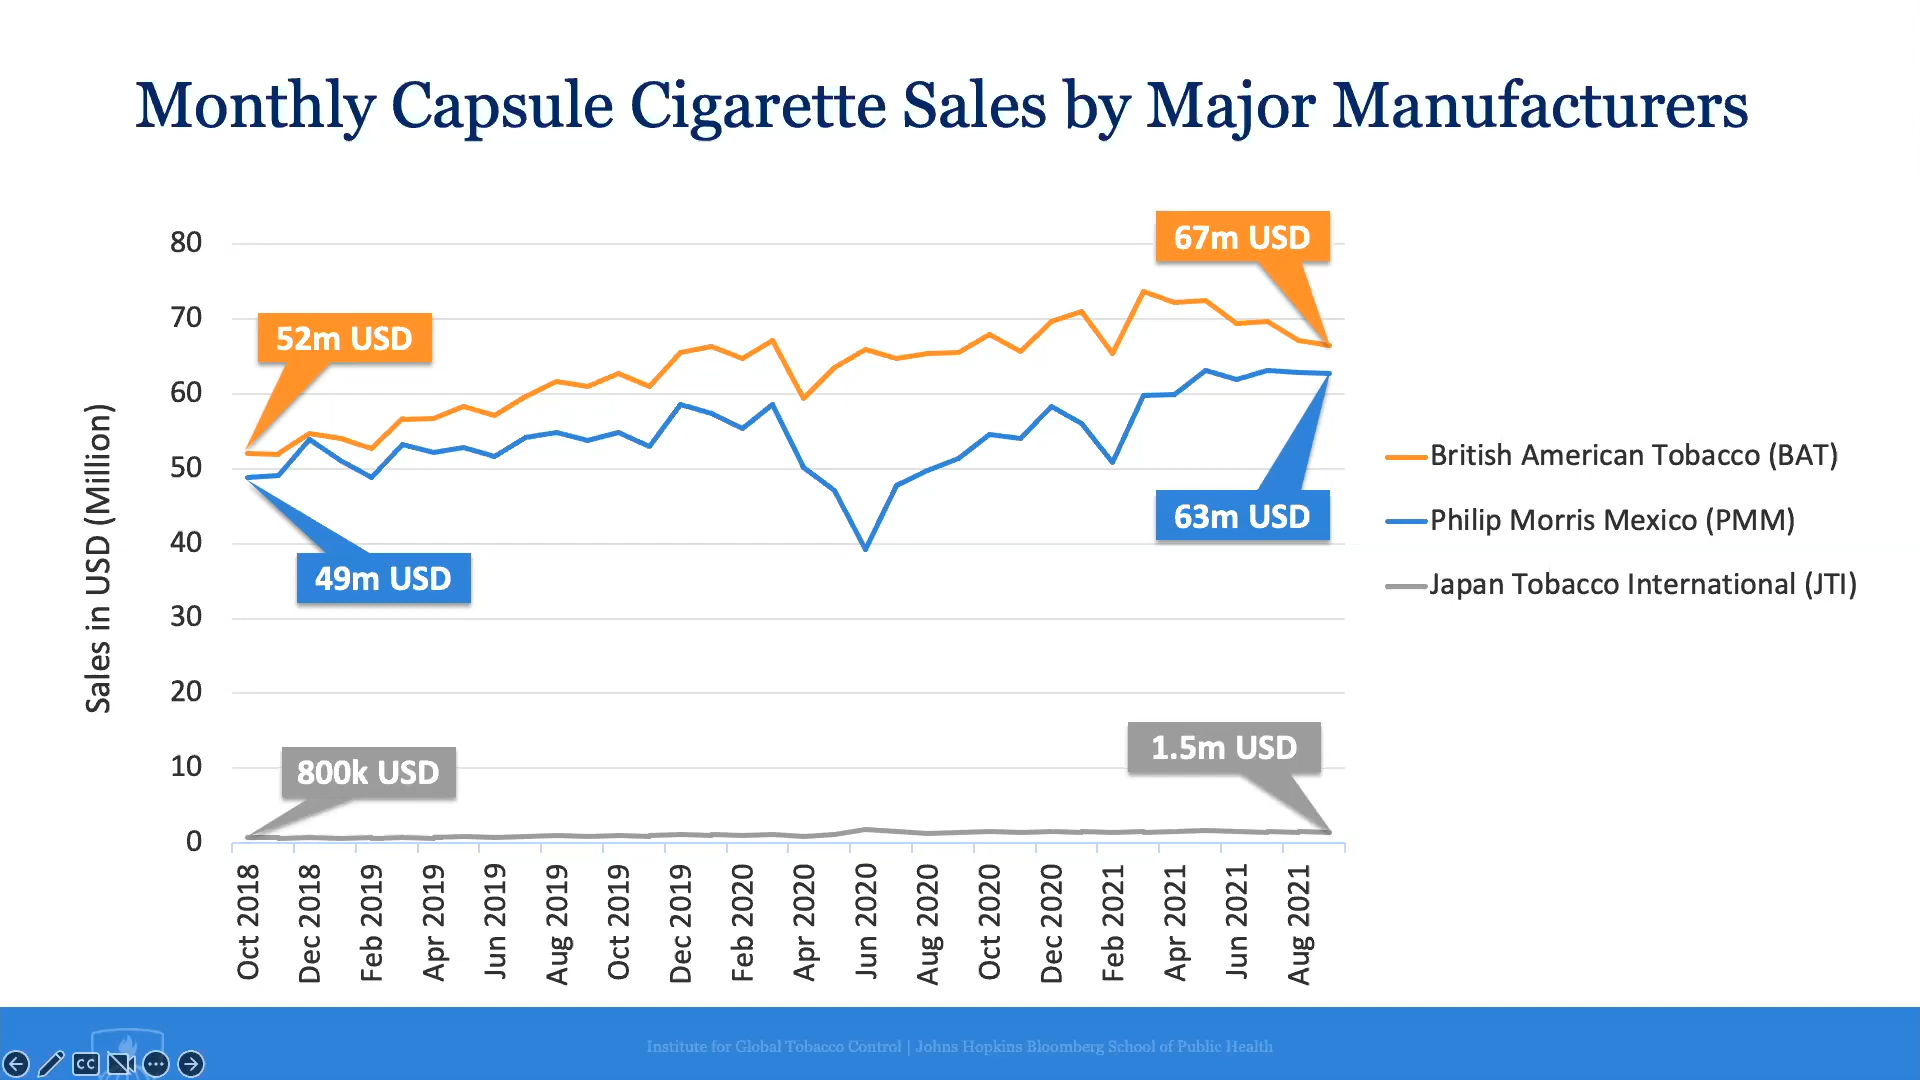 Monthly Capsule Cigarette Sales by Major Manufacturers
Sales in USD (Million)
80
70
60
50
40
30
20
10
0
52m USD
67m USD
49m USD
63m USD
800k USD
1.5m USD
Oct 2018
Dec 2018
Feb 2019
Apr 2019
Jun 2019
Aug 2019
Oct 2019
Dec 2019
Feb 2020
Apr 2020
Jun 2020
Aug 2020
Oct 2020
Dec 2020
Feb 2021
Apr 2021
Jun 2021
Aug 2021
British American Tobacco (BAT)
Philip Morris Mexico (PMM)
Japan Tobacco International (JTI)
Institute for Global Tobacco Control | Johns Hopkins Bloomberg School of Public Health
CC